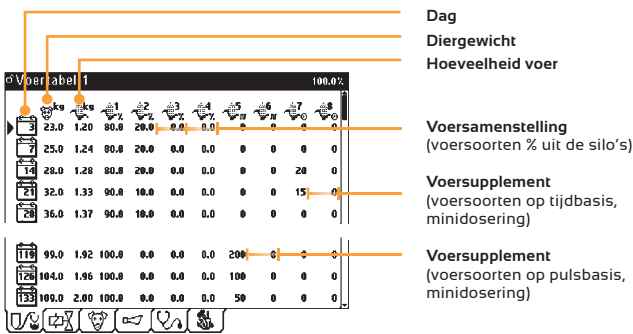 Dag
Diergewicht
Hoeveelheid voer
♂Voertabel 1 100.0%
kg kg 1% 2% 3% 4% 5 6 7 8
3 23.0 1.20 80.0 20.0 0.0 0.0 0 0 0 0
7 25.0 1.24 80.0 20.0 0.0 0.0 0 0 0 0
14 28.0 1.28 80.0 20.0 0.0 0.0 0 0 20 0
21 32.0 1.33 90.0 10.0 0.0 0.0 0 0 15 0
28 36.0 1.37 90.0 10.0 0.0 0.0 0 0 0 0
119 99.0 1.92 100.0 0.0 0.0 0.0 200 0 0 0
126 104.0 1.96 100.0 0.0 0.0 0.0 100 0 0 0
133 109.0 2.00 100.0 0.0 0.0 0.0 50 0 0 0
Voersamenstelling
(voersoorten % uit de silo's)
Voersupplement
(voersoorten op tijdbasis,
minidosering)
Voersupplement
(voersoorten op pulsbasis,
minidosering)